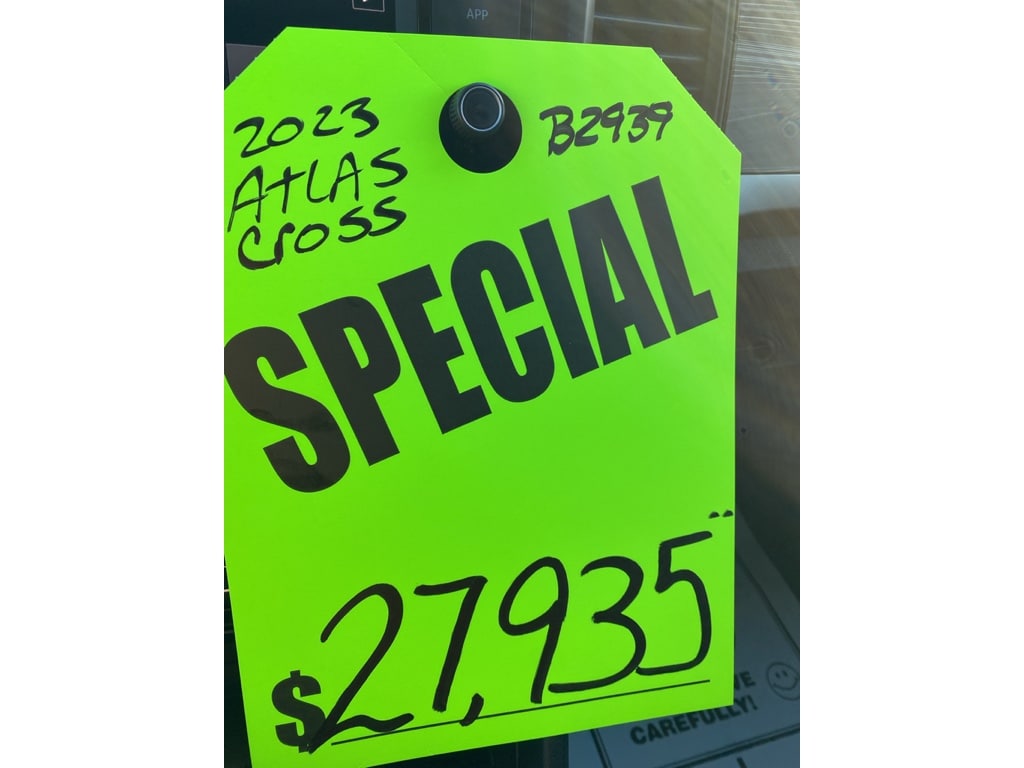 APP
2023
B2939
AtLAS
CrOSS
SPECIAL
$27,935
CAREFULLY!